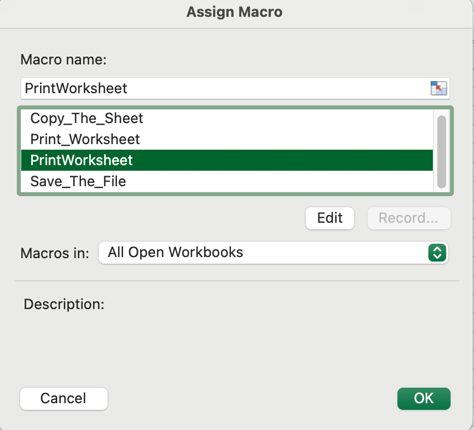 Assign Macro
Macro name:
PrintWorksheet
Copy_The_Sheet
Print_Worksheet
PrintWorksheet
Save_The_File
Edit Record...
Macros in: All Open Workbooks
Description:
Cancel OK